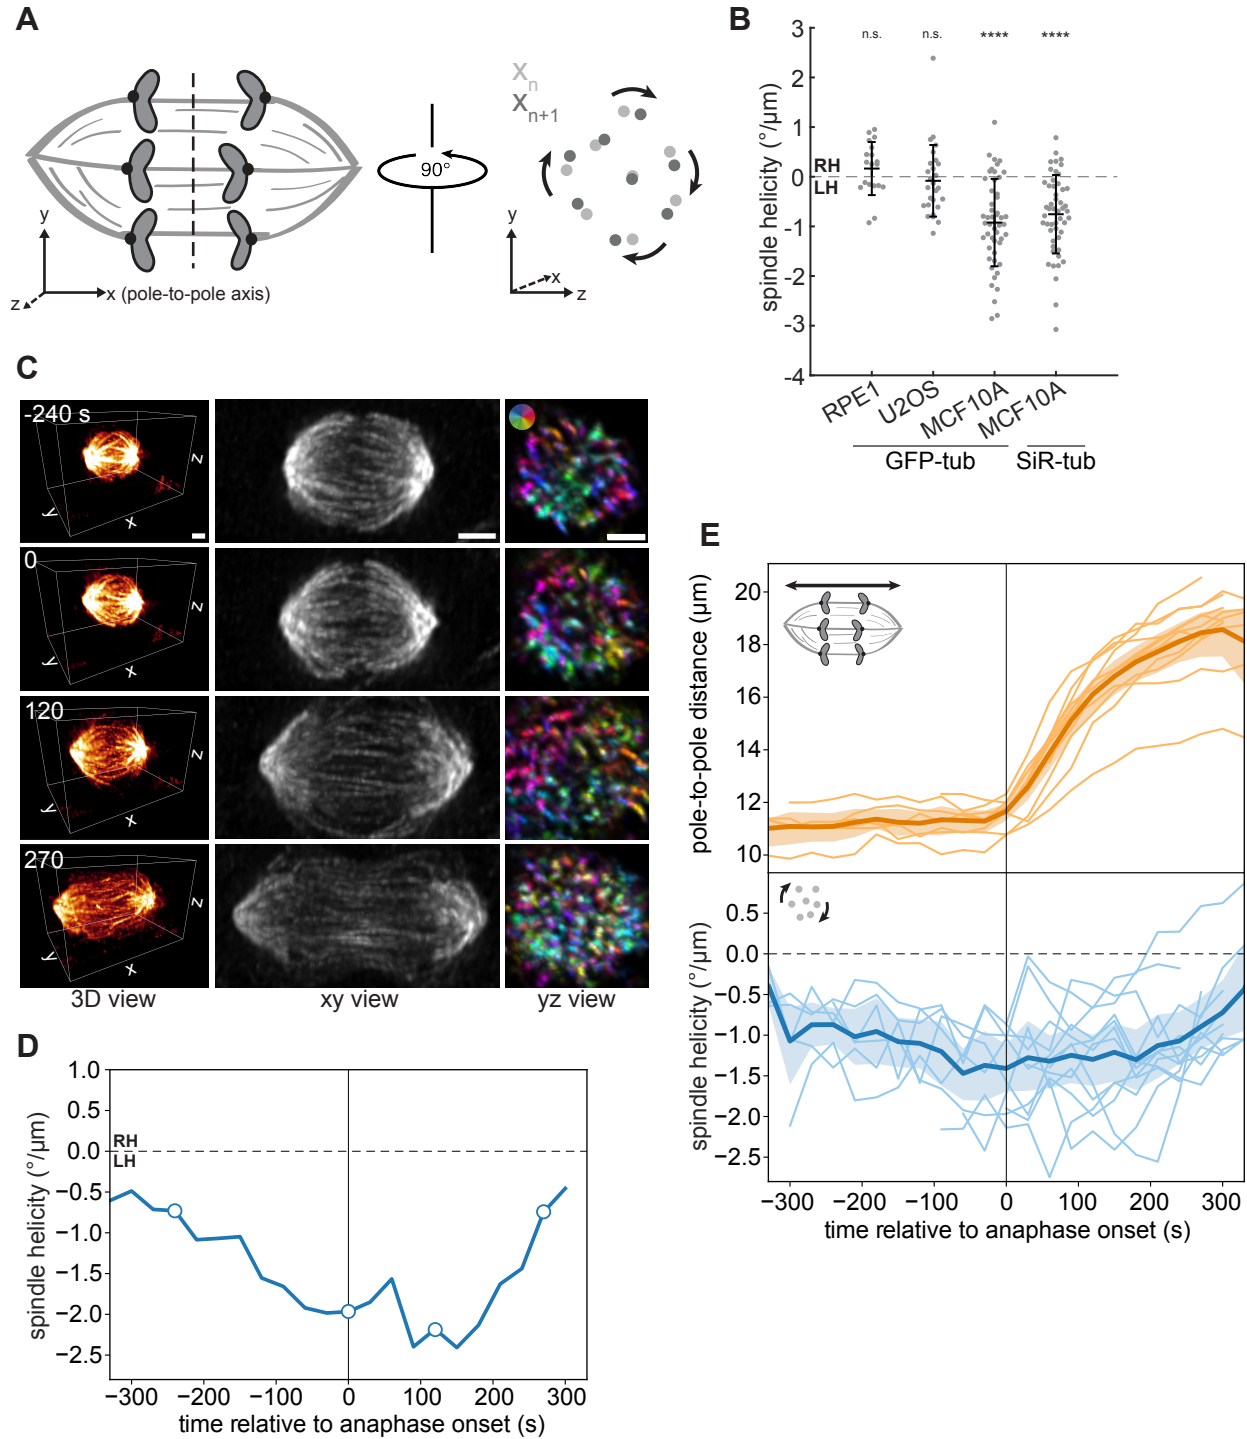 A
x_n
x_{n+1}
90°
y
z
x (pole-to-pole axis)
y
x
z
B
n.s.
n.s.
****
****
spindle helicity (°/μm)
3
2
1
0
-1
-2
-3
-4
RH
LH
RPE1
U2OS
MCF10A
MCF10A
GFP-tub
SiR-tub
C
-240 s
z
y
x
0
z
y
x
120
z
y
x
270
z
y
x
3D view
xy view
yz view
D
spindle helicity (°/μm)
1.0
0.5
0.0
−0.5
−1.0
−1.5
−2.0
−2.5
RH
LH
−300
−200
−100
0
100
200
300
time relative to anaphase onset (s)
E
pole-to-pole distance (μm)
20
18
16
14
12
10
spindle helicity (°/μm)
0.5
0.0
−0.5
−1.0
−1.5
−2.0
−2.5
−300
−200
−100
0
100
200
300
time relative to anaphase onset (s)